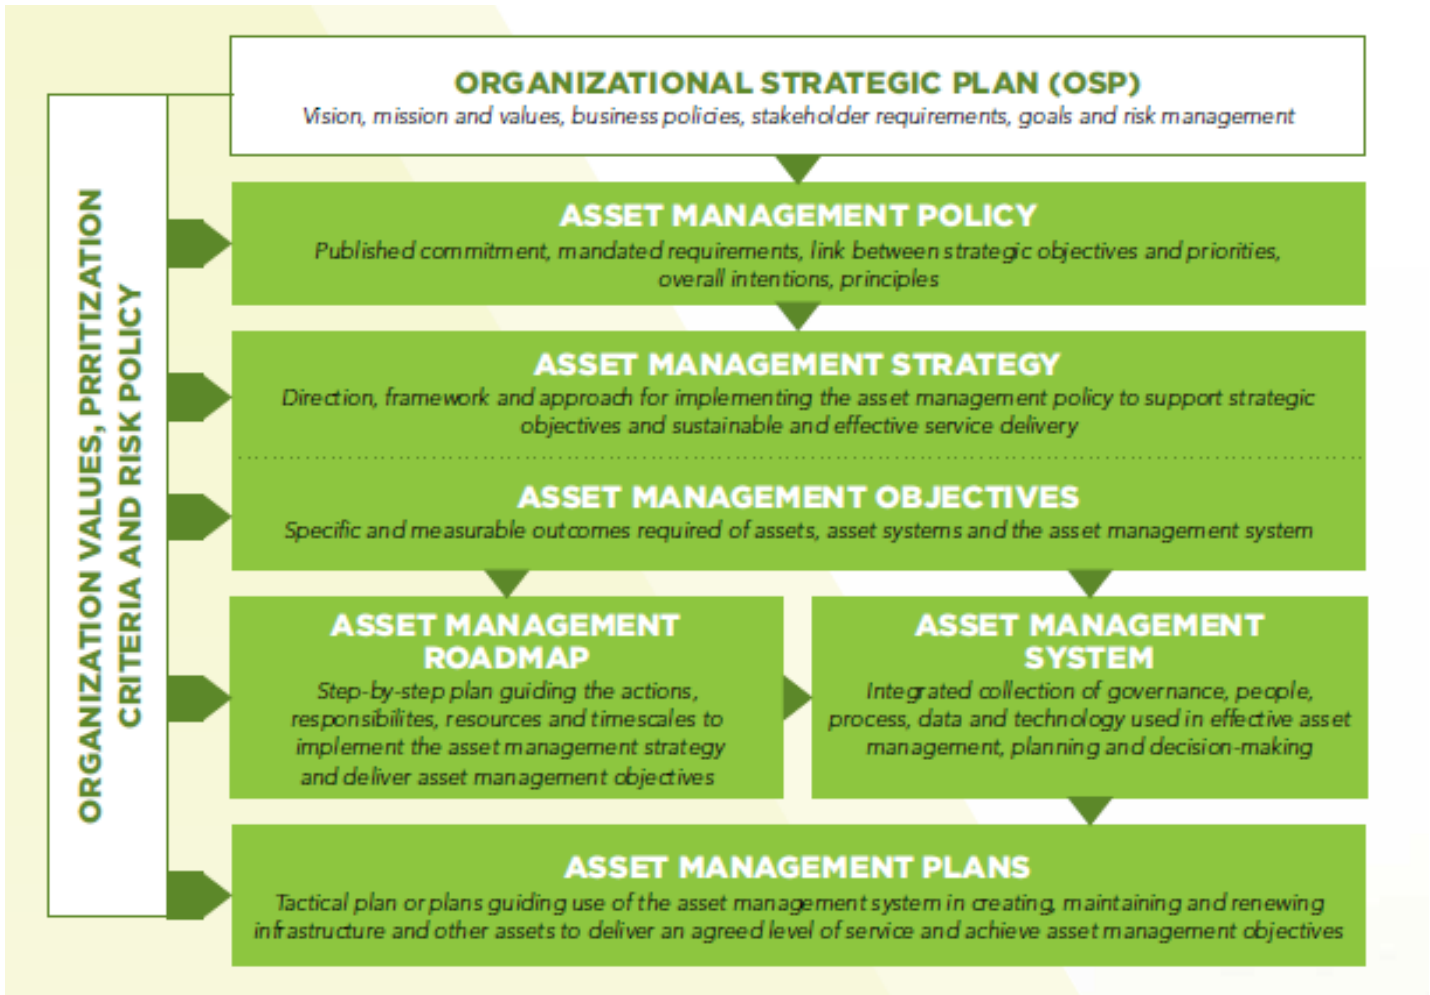 ORGANIZATIONAL STRATEGIC PLAN (OSP)
Vision, mission and values, business policies, stakeholder requirements, goals and risk management
ORGANIZATION VALUES, PRRITIZATION
CRITERIA AND RISK POLICY
ASSET MANAGEMENT POLICY
Published commitment, mandated requirements, link between strategic objectives and priorities,
overall intentions, principles
ASSET MANAGEMENT STRATEGY
Direction, framework and approach for implementing the asset management policy to support strategic
objectives and sustainable and effective service delivery
ASSET MANAGEMENT OBJECTIVES
Specific and measurable outcomes required of assets, asset systems and the asset management system
ASSET MANAGEMENT
ROADMAP
Step-by-step plan guiding the actions,
responsibilites, resources and timescales to
implement the asset management strategy
and deliver asset management objectives
ASSET MANAGEMENT
SYSTEM
Integrated collection of governance, people,
process, data and technology used in effective asset
management, planning and decision-making
ASSET MANAGEMENT PLANS
Tactical plan or plans guiding use of the asset management system in creating, maintaining and renewing
infrastructure and other assets to deliver an agreed level of service and achieve asset management objectives